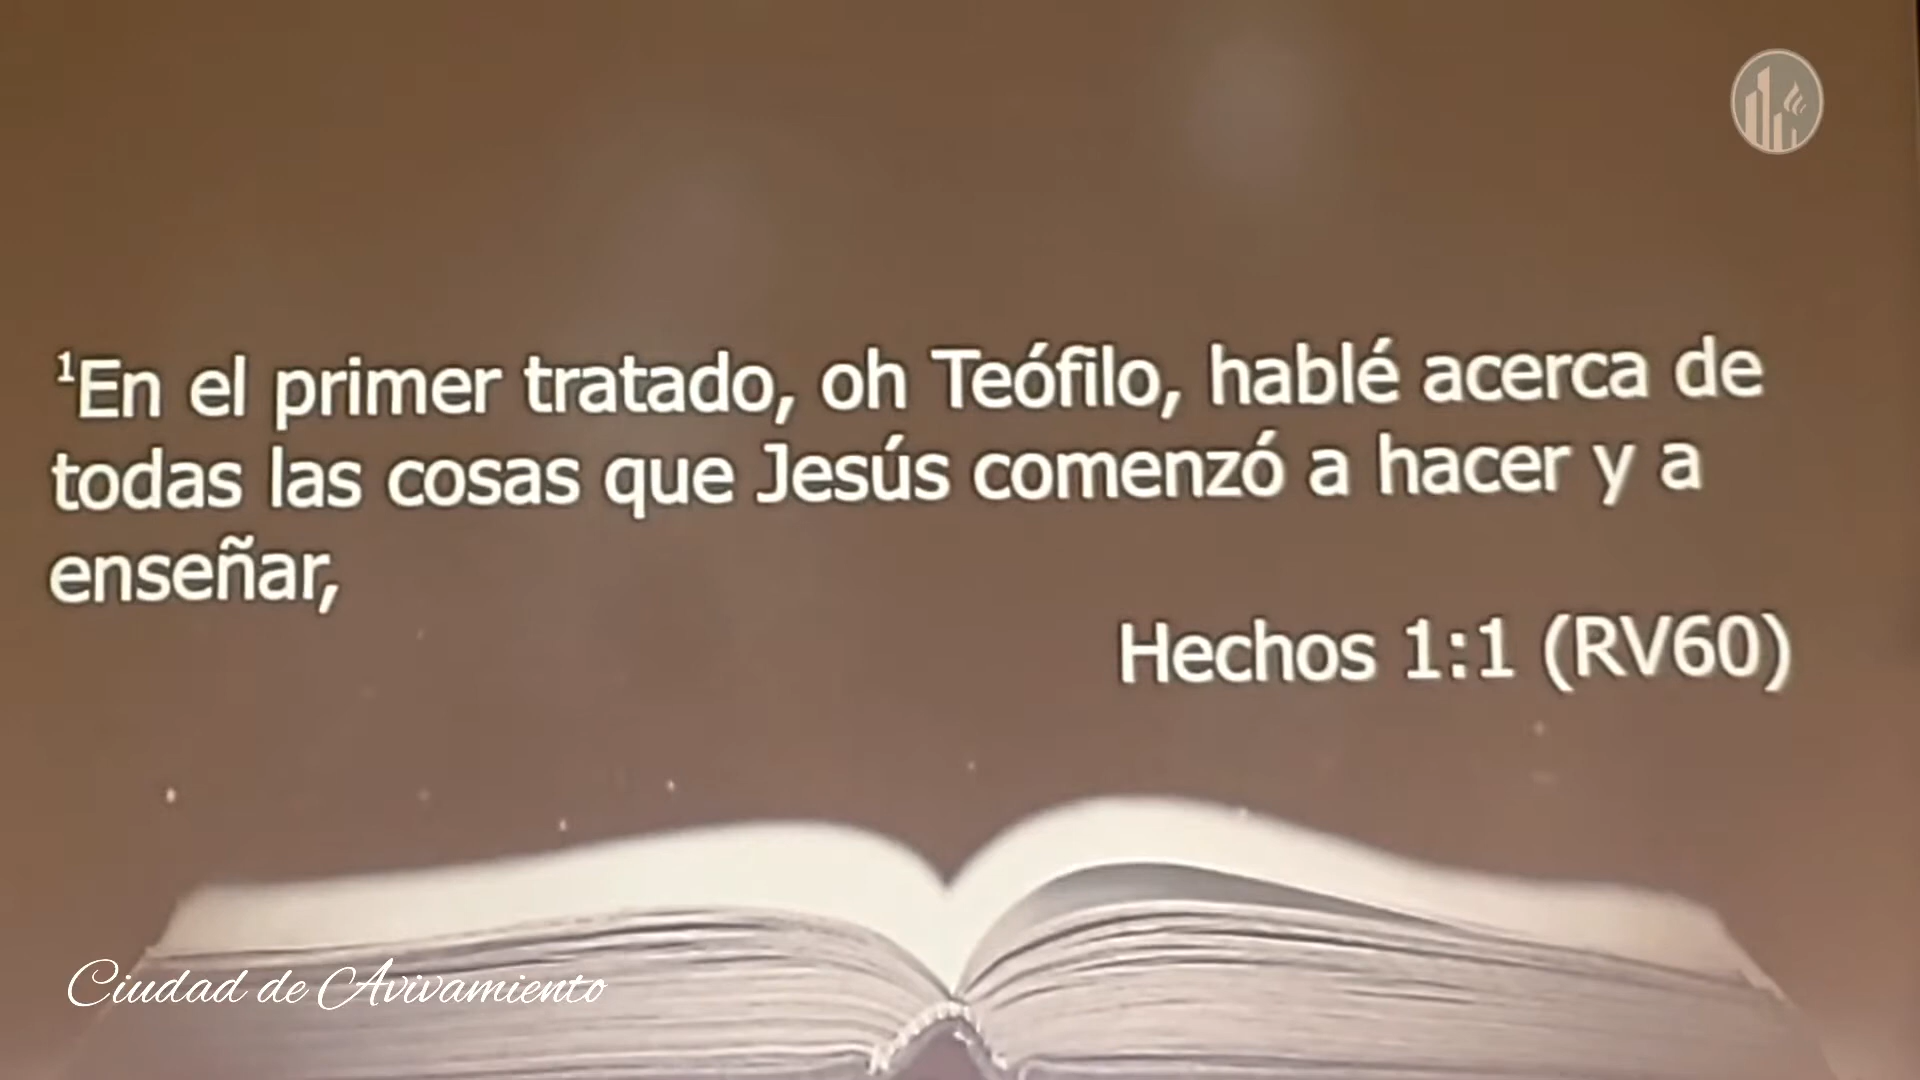 ¹En el primer tratado, oh Teófilo, hablé acerca de
todas las cosas que Jesús comenzó a hacer y a
enseñar,
Hechos 1:1 (RV60)
Ciudad de Avivamiento